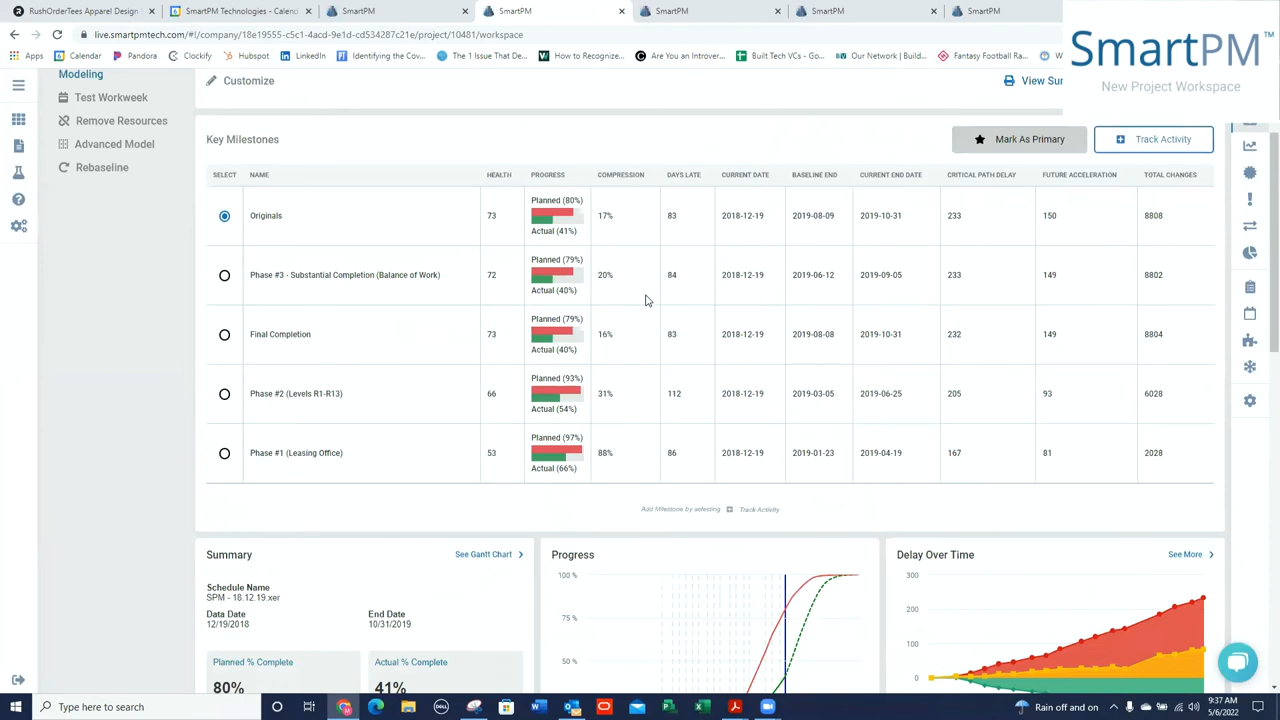 RushOrderTees Apparel Design
SmartPM Technologies - Calend
SmartPM
SmartPM
SmartPM
SmartPM
SmartPM
live.smartpmtech.com/#!/company/18e19555-c5c1-4acd-9e1d-cd534287c21e/project/10481/workspace
Apps
Calendar
Pandora
Clockify
Hubspot
LinkedIn
Identifying the Cov...
The 1 Issue That De...
How to Recognize...
Are You an Introver...
Built Tech VCs - Go...
Our Network | Build...
Fantasy Football Ra...
SmartPM™
New Project Workspace
Modeling
Test Workweek
Remove Resources
Advanced Model
Rebaseline
Customize
View Sum
Key Milestones
Mark As Primary
Track Activity
SELECT NAME HEALTH PROGRESS COMPRESSION DAYS LATE CURRENT DATE BASELINE END CURRENT END DATE CRITICAL PATH DELAY FUTURE ACCELERATION TOTAL CHANGES
Planned (80%)
Originals 73 17% 83 2018-12-19 2019-08-09 2019-10-31 233 150 8808
Actual (41%)
Planned (79%)
Phase #3 - Substantial Completion (Balance of Work) 72 20% 84 2018-12-19 2019-06-12 2019-09-05 233 149 8802
Actual (40%)
Planned (79%)
Final Completion 73 16% 83 2018-12-19 2019-08-08 2019-10-31 232 149 8804
Actual (40%)
Planned (93%)
Phase #2 (Levels R1-R13) 66 31% 112 2018-12-19 2019-03-05 2019-06-25 205 93 6028
Actual (54%)
Planned (97%)
Phase #1 (Leasing Office) 53 88% 86 2018-12-19 2019-01-23 2019-04-19 167 81 2028
Actual (66%)
Add Milestone by selecting Track Activity
Summary
See Gantt Chart
Schedule Name
SPM - 18.12.19.xer
Data Date
12/19/2018
End Date
10/31/2019
Planned % Complete
80%
Actual % Complete
41%
Progress
100 %
75 %
50 %
Delay Over Time
See More
300
200
100
0
Type here to search
DELL
Rain off and on
9:37 AM
5/6/2022